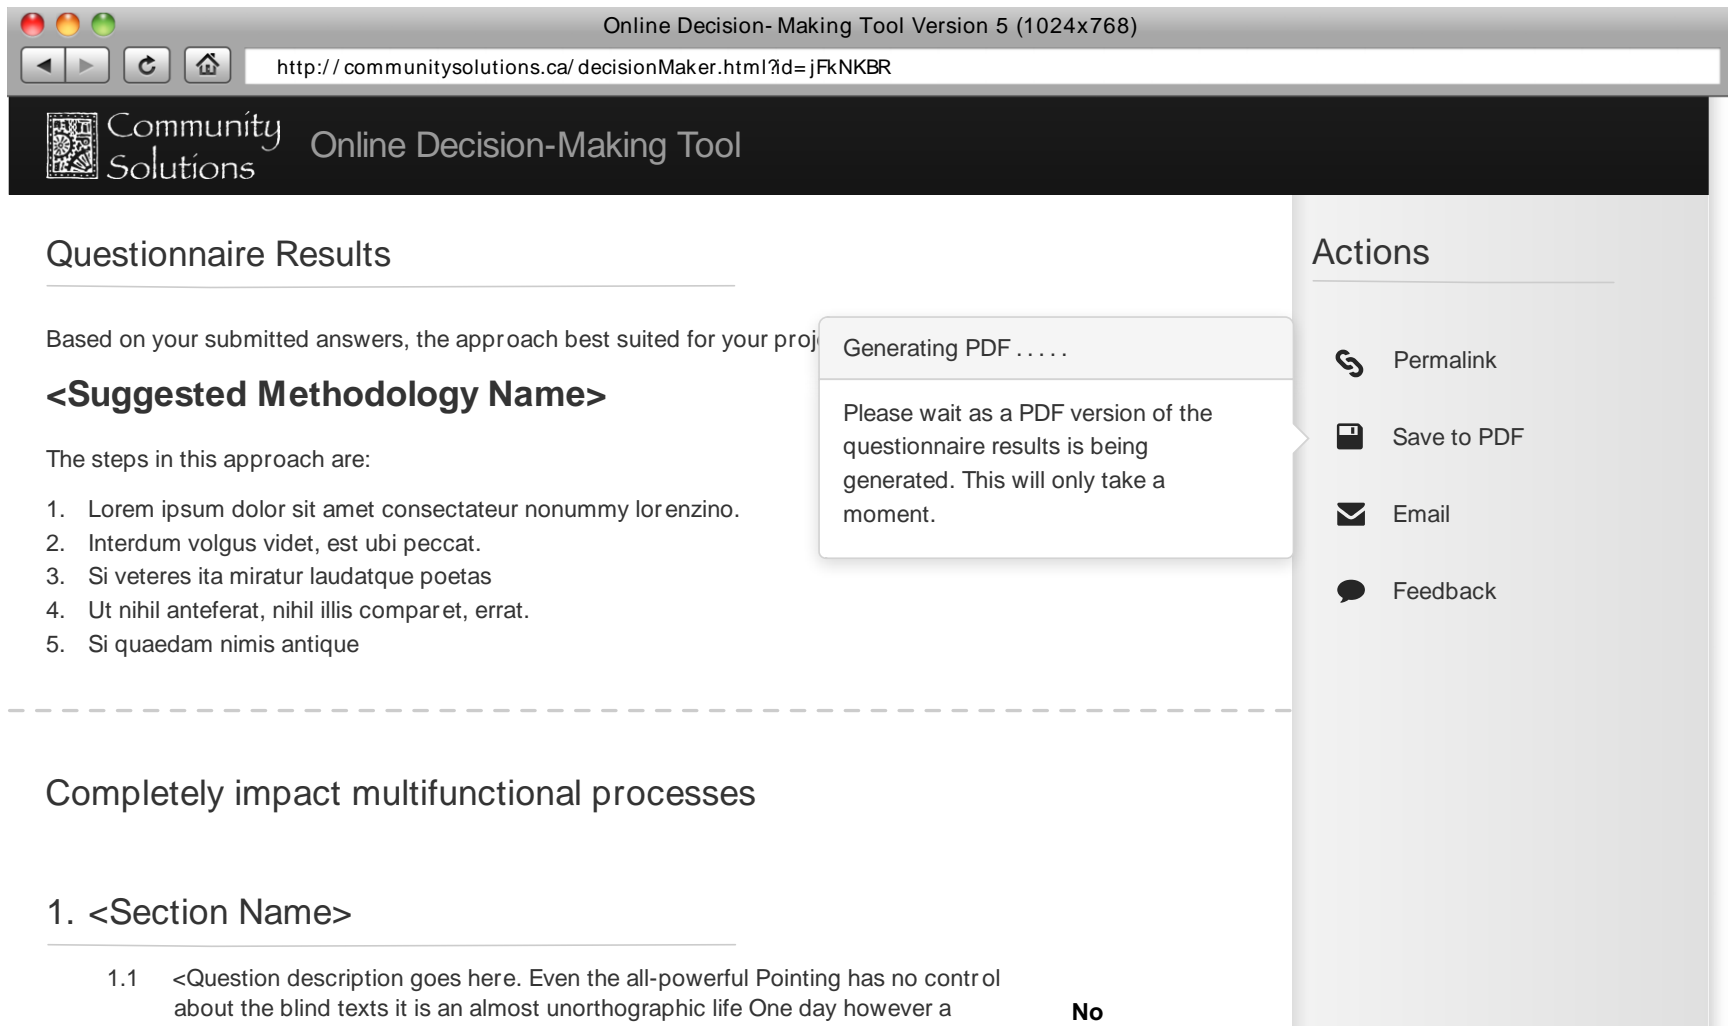 Online Decision- Making Tool Version 5 (1024x768)
http://communitysolutions.ca/decisionMaker.html?id=jFkNKBR
Community
Solutions
Online Decision-Making Tool
Questionnaire Results
Based on your submitted answers, the approach best suited for your
<Suggested Methodology Name>
The steps in this approach are:
1. Lorem ipsum dolor sit amet consectateur nonummy lorenzino.
2. Interdum volgus videt, est ubi peccat.
3. Si veteres ita miratur laudatque poetas
4. Ut nihil anteferat, nihil illis comparet, errat.
5. Si quaedam nimis antique
Generating PDF . . . . .
Please wait as a PDF version of the
questionnaire results is being
generated. This will only take a
moment.
Actions
Permalink
Save to PDF
Email
Feedback
Completely impact multifunctional processes
1. <Section Name>
1.1 <Question description goes here. Even the all-powerful Pointing has no control
about the blind texts it is an almost unorthographic life One day however a
No